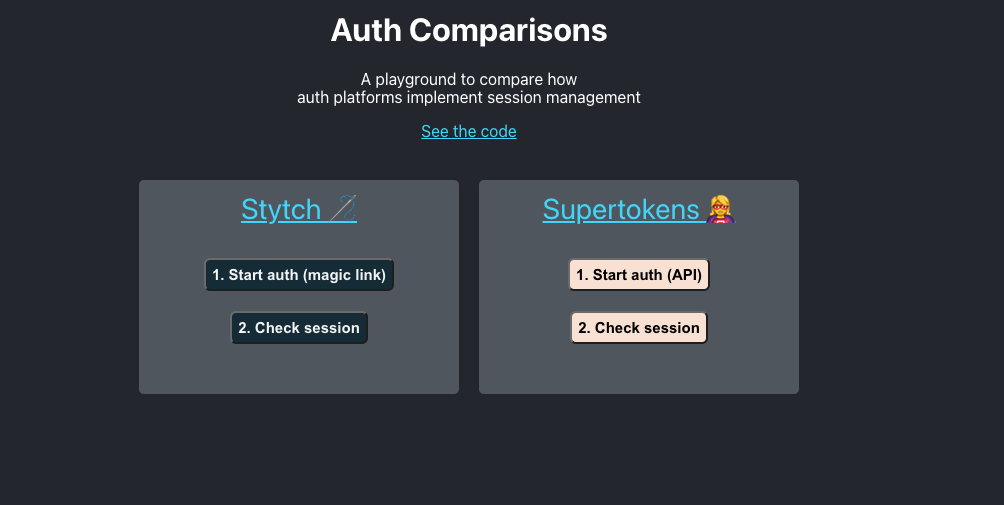 Auth Comparisons
A playground to compare how
auth platforms implement session management
See the code
Stytch 🪡
1. Start auth (magic link)
2. Check session
Supertokens 🦸‍♀️
1. Start auth (API)
2. Check session